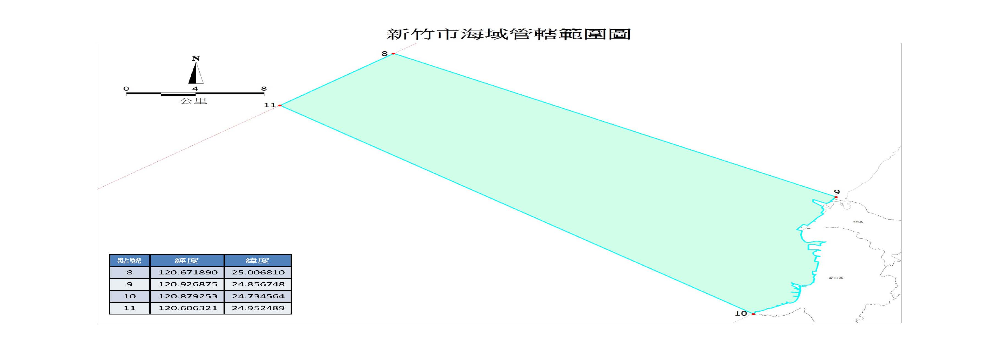 新竹市海域管轄範圍圖
8
N
0 4 8
公里
11
9
北區
香山區
10
點號 經度 緯度
8 120.671890 25.006810
9 120.926875 24.856748
10 120.879253 24.734564
11 120.606321 24.952489